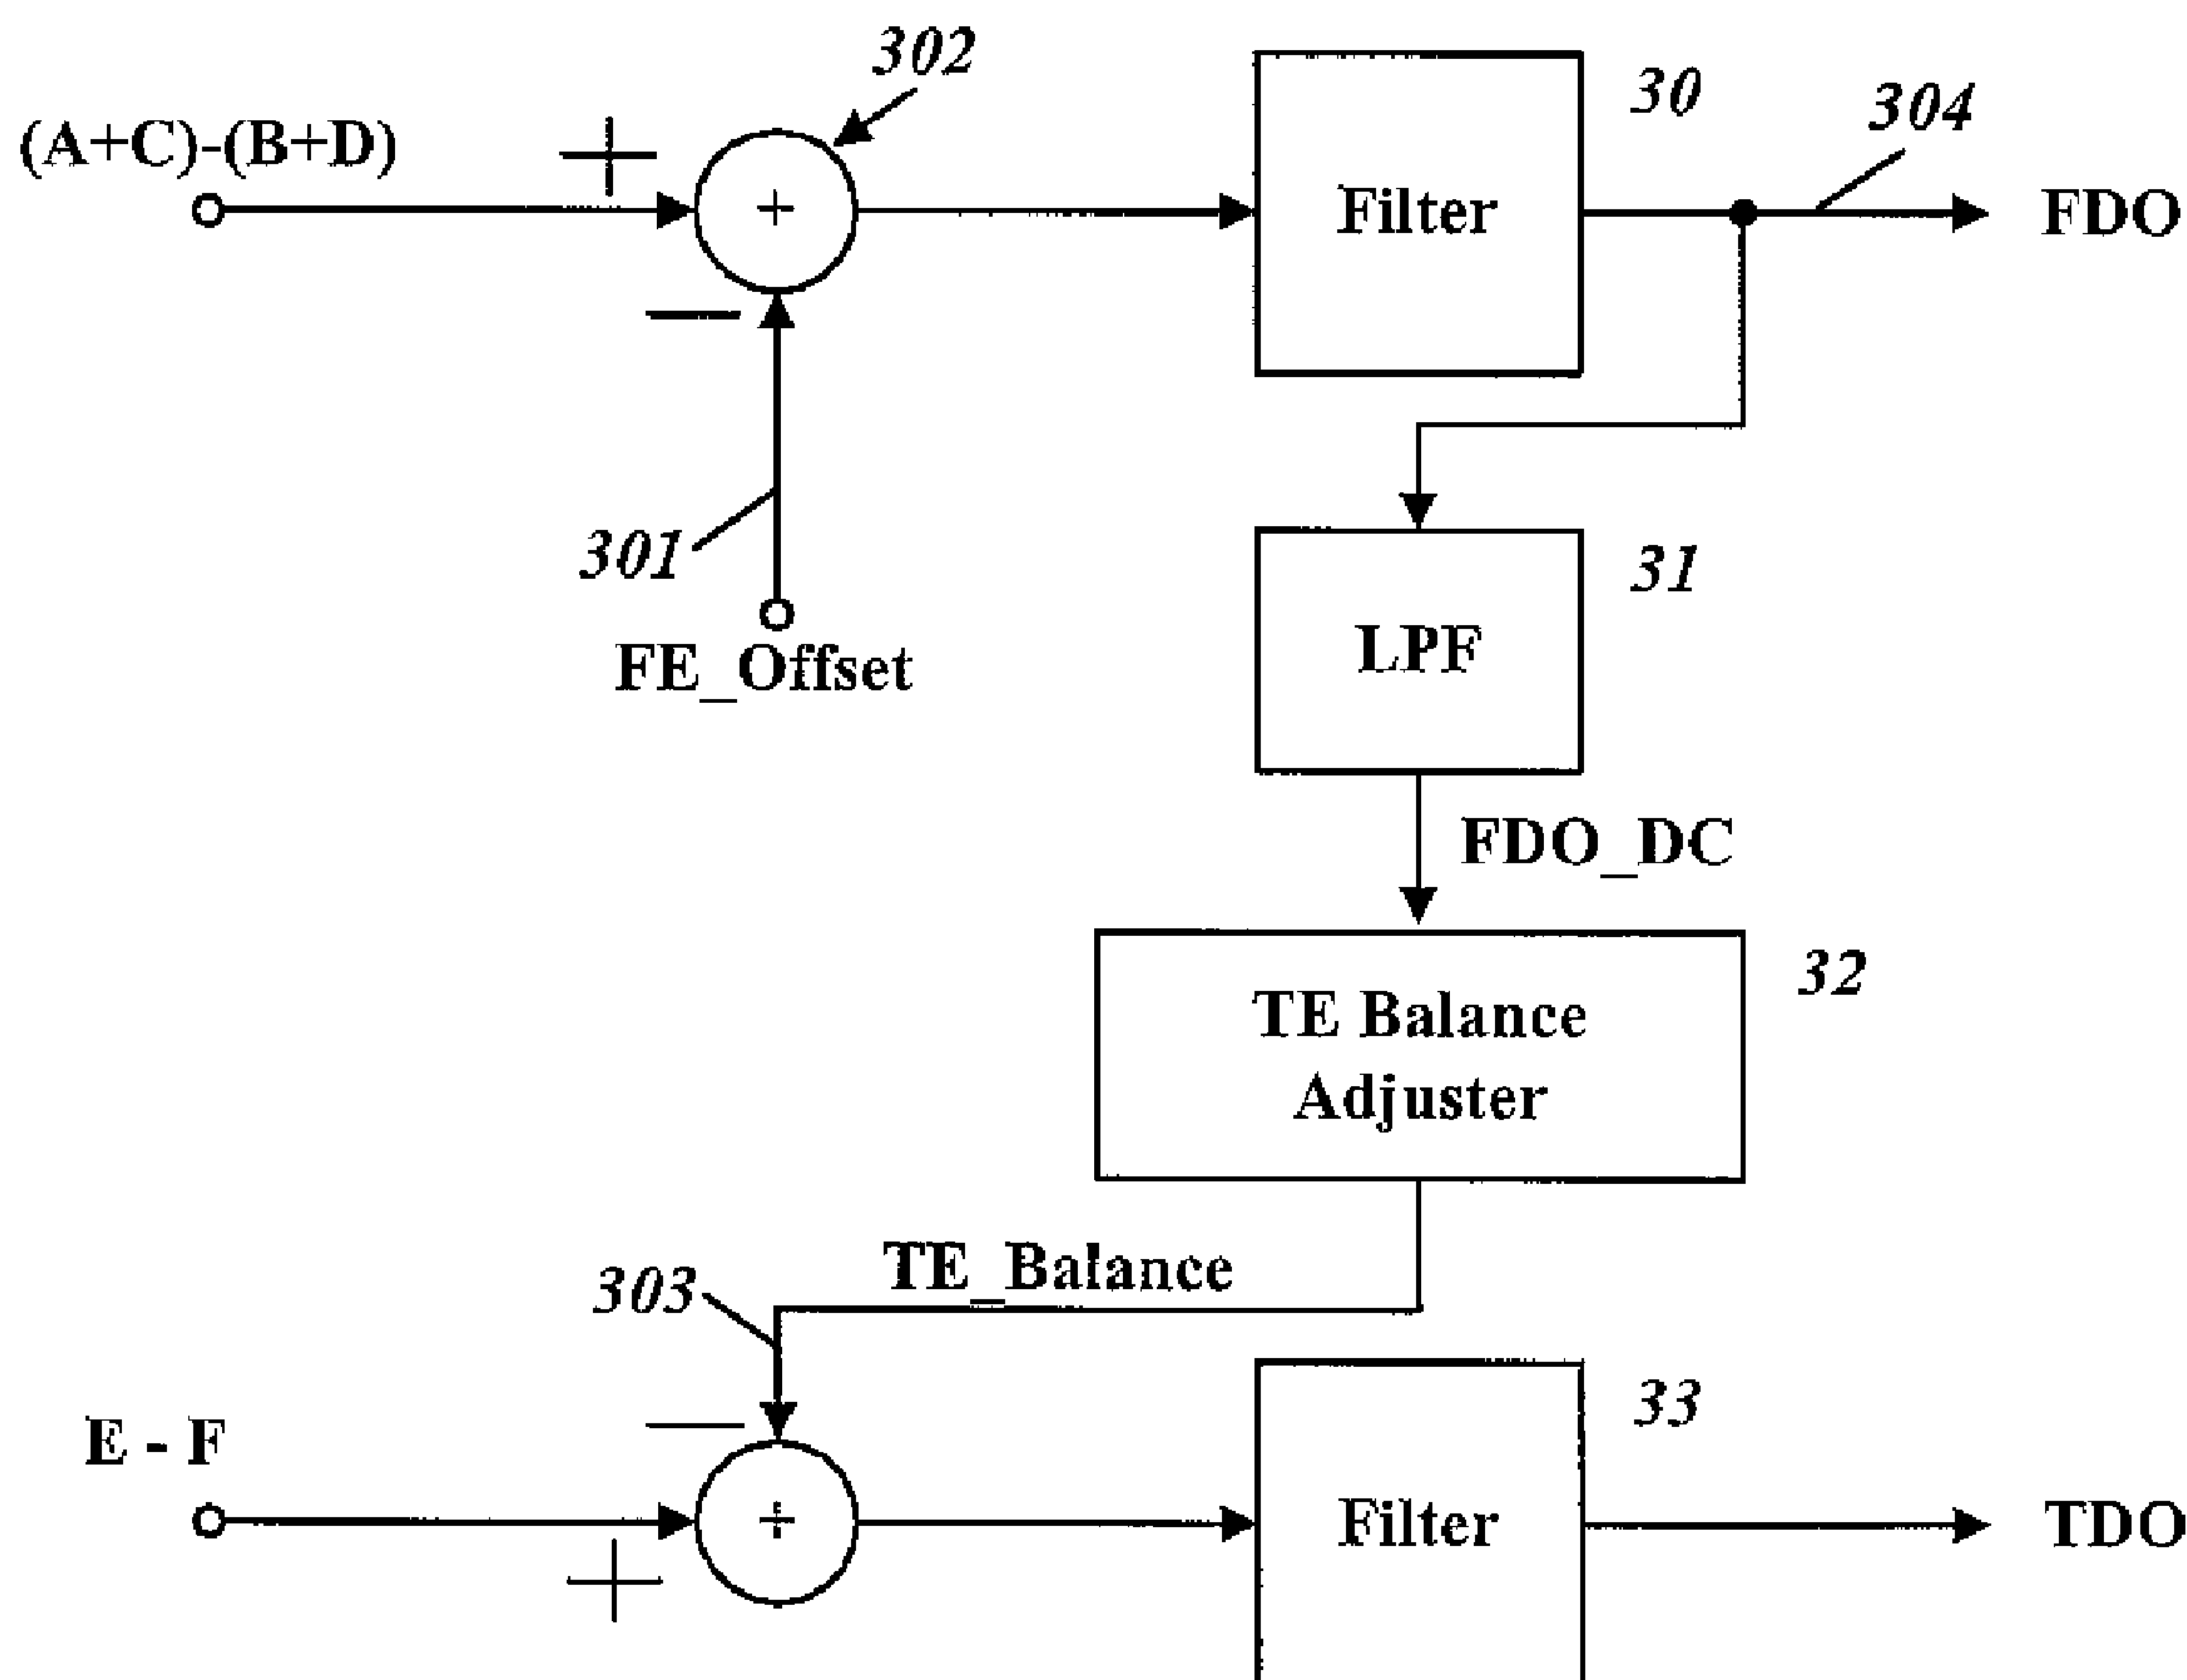 302
(A+C)-(B+D)
+
+
Filter
30
304
FDO
−
301
FE_Offset
31
LPF
FDO_DC
32
TE Balance
Adjuster
TE_Balance
303
−
E - F
+
+
Filter
33
TDO